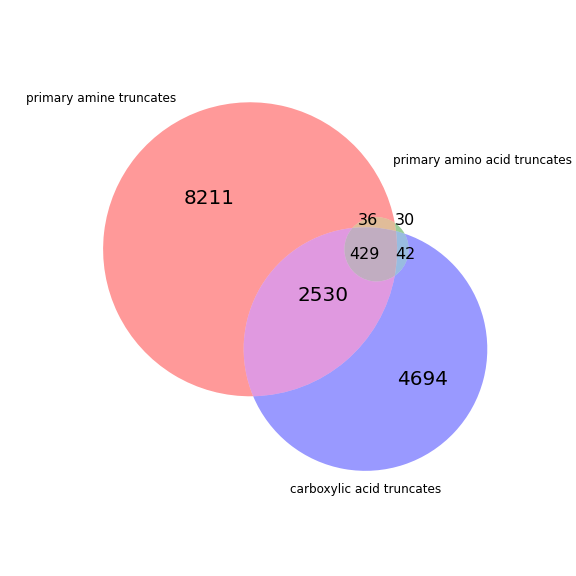 primary amine truncates
primary amino acid truncates
8211
36
30
429
42
2530
4694
carboxylic acid truncates